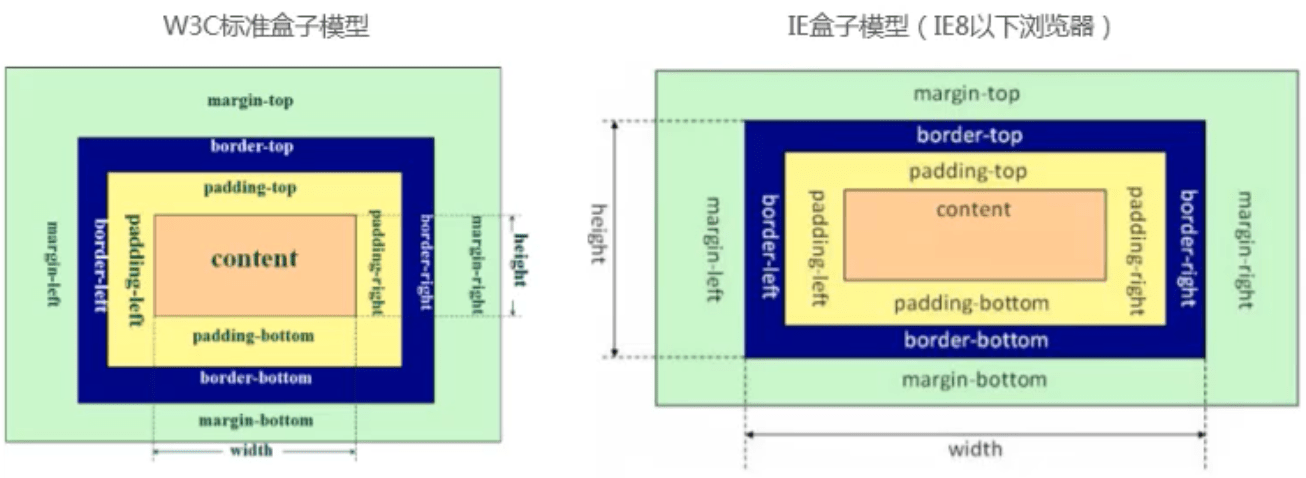 W3C标准盒子模型
margin-top
border-top
padding-top
margin-left
border-left
padding-left
content
padding-right
border-right
margin-right
height
padding-bottom
border-bottom
margin-bottom
width
IE盒子模型（IE8以下浏览器）
margin-top
border-top
padding-top
content
height
margin-left
border-left
padding-left
padding-right
border-right
margin-right
padding-bottom
border-bottom
margin-bottom
width